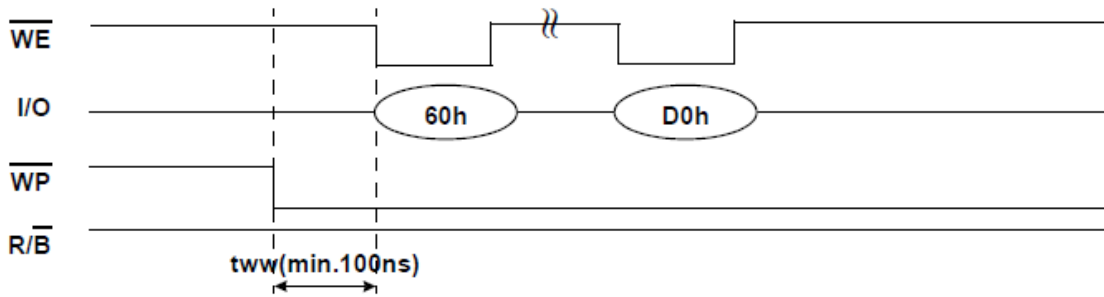 WE
I/O 60h D0h
WP
R/B
tww(min.100ns)